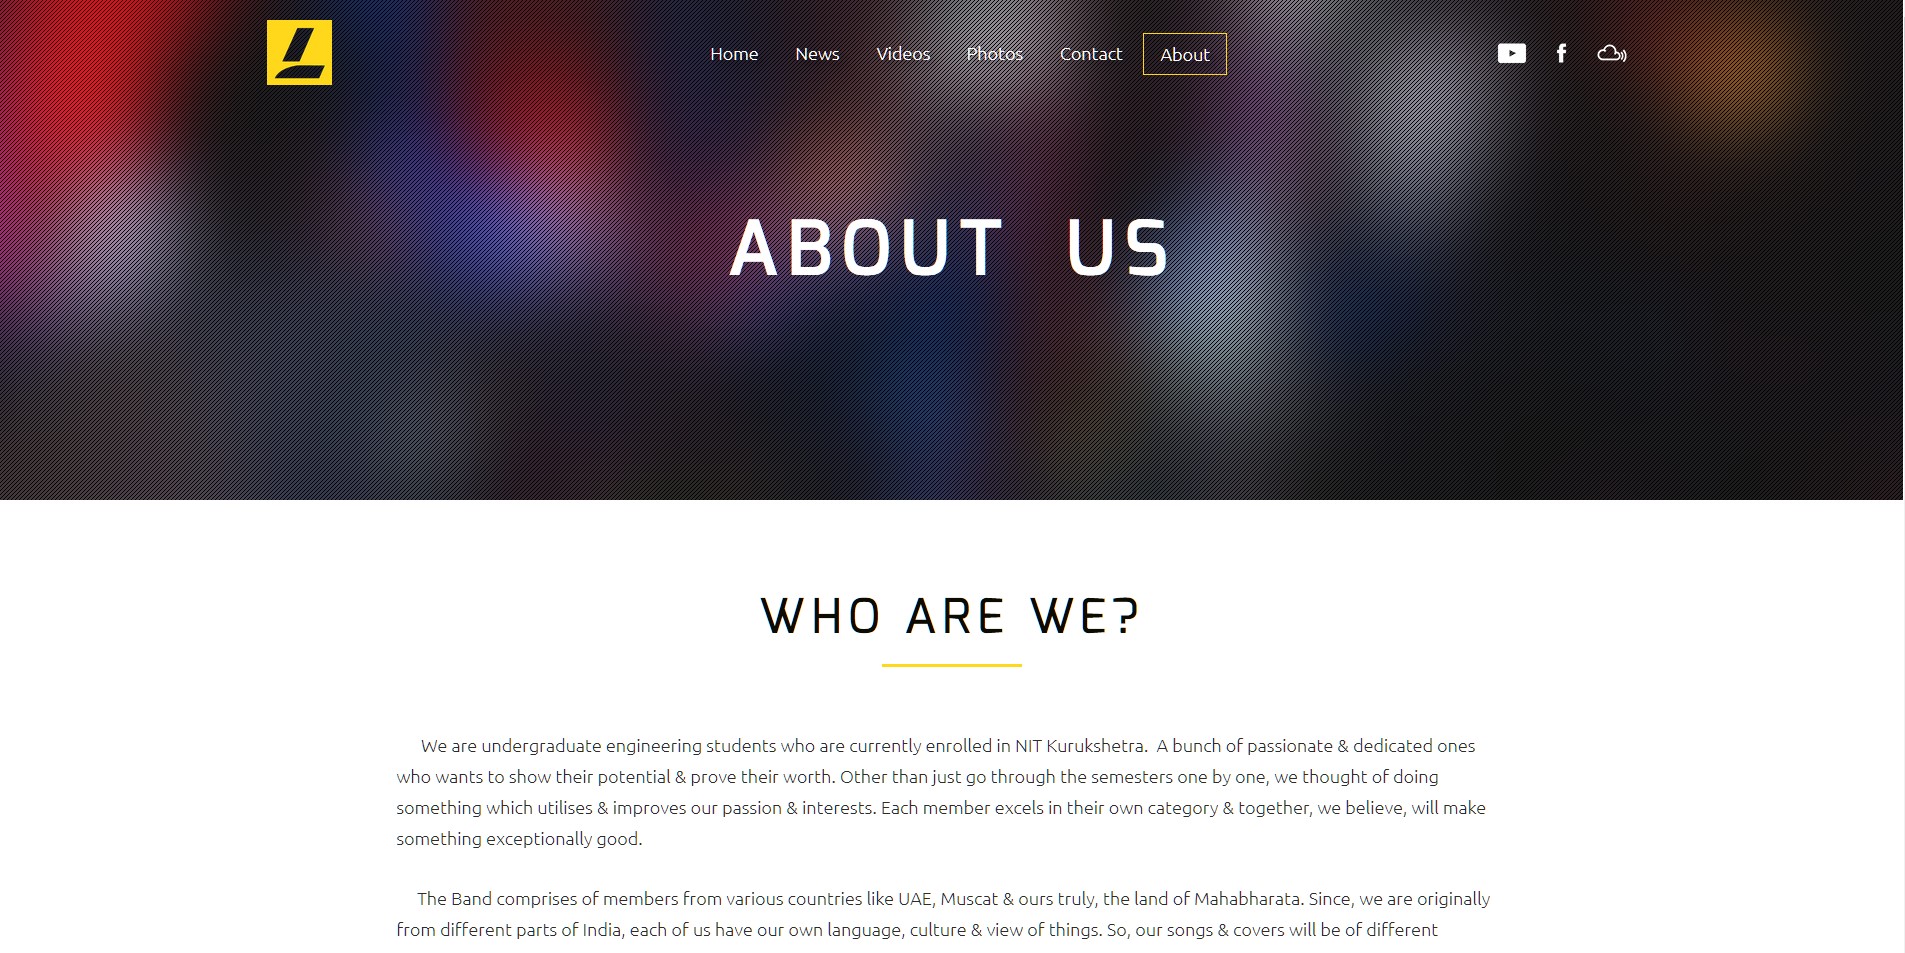 Home News Videos Photos Contact About
ABOUT US
WHO ARE WE?
We are undergraduate engineering students who are currently enrolled in NIT Kurukshetra.  A bunch of passionate & dedicated ones
who wants to show their potential & prove their worth. Other than just go through the semesters one by one, we thought of doing
something which utilises & improves our passion & interests. Each member excels in their own category & together, we believe, will make
something exceptionally good.
The Band comprises of members from various countries like UAE, Muscat & ours truly, the land of Mahabharata. Since, we are originally
from different parts of India, each of us have our own language, culture & view of things. So, our songs & covers will be of different